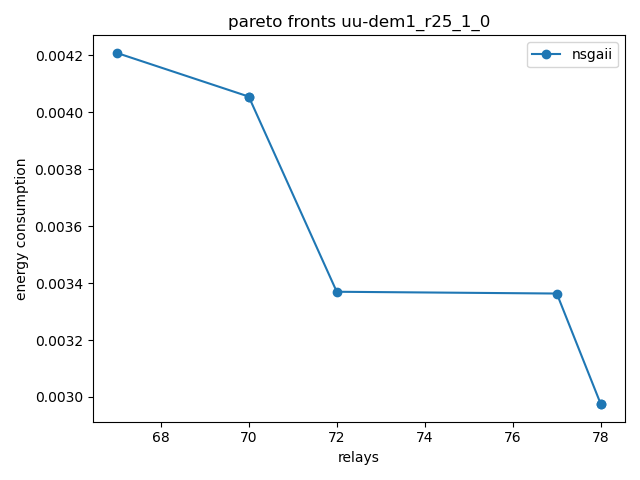 pareto fronts uu-dem1_r25_1_0
nsgaii
energy consumption
0.0042
0.0040
0.0038
0.0036
0.0034
0.0032
0.0030
68 70 72 74 76 78
relays